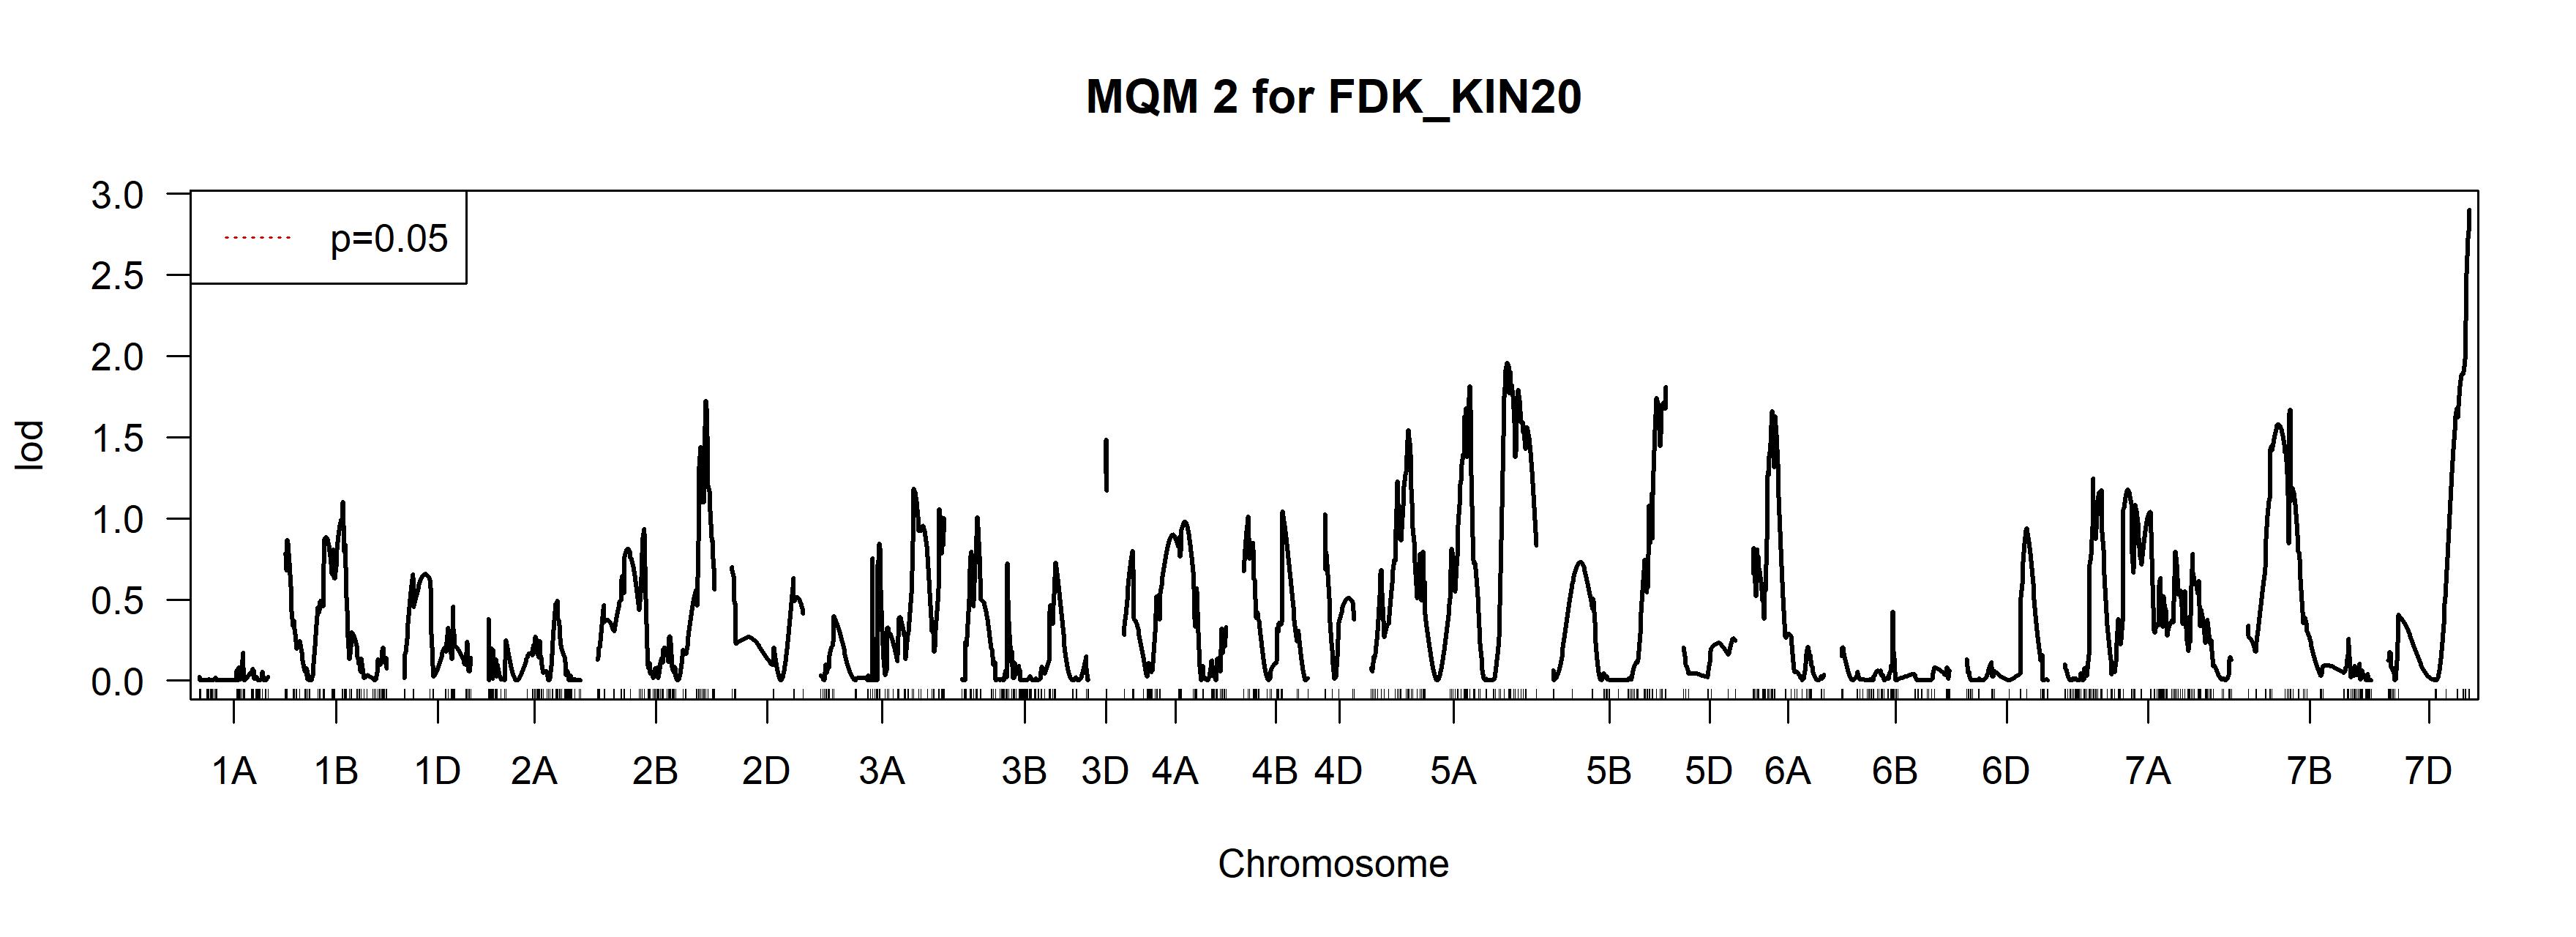 MQM 2 for FDK_KIN20
3.0
2.5
2.0
1.5
1.0
0.5
0.0
lod
p=0.05
1A 1B 1D 2A 2B 2D 3A 3B 3D 4A 4B 4D 5A 5B 5D 6A 6B 6D 7A 7B 7D
Chromosome